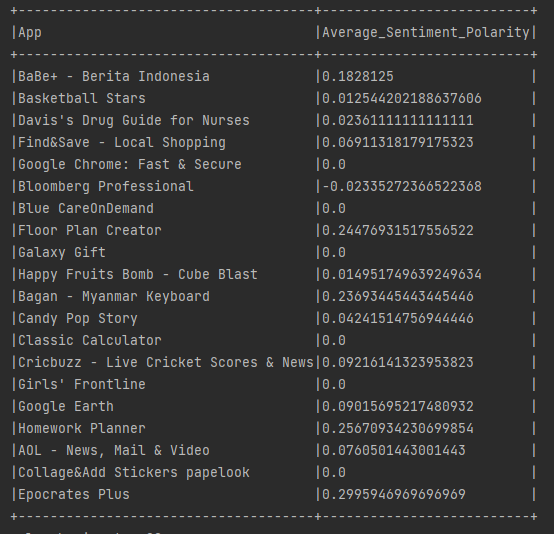 +-------------------------------------+--------------------------+
|App                                  |Average_Sentiment_Polarity|
+-------------------------------------+--------------------------+
|BaBe+ - Berita Indonesia             |0.1828125                 |
|Basketball Stars                     |0.012544202188637606      |
|Davis's Drug Guide for Nurses        |0.02361111111111111       |
|Find&Save - Local Shopping           |0.06911318179175323       |
|Google Chrome: Fast & Secure         |0.0                       |
|Bloomberg Professional               |-0.02335272366522368      |
|Blue CareOnDemand                    |0.0                       |
|Floor Plan Creator                   |0.24476931517556522       |
|Galaxy Gift                          |0.0                       |
|Happy Fruits Bomb - Cube Blast       |0.014951749639249634      |
|Bagan - Myanmar Keyboard             |0.23693445443445446       |
|Candy Pop Story                      |0.04241514756944446       |
|Classic Calculator                   |0.0                       |
|Cricbuzz - Live Cricket Scores & News|0.09216141323953823       |
|Girls' Frontline                     |0.0                       |
|Google Earth                         |0.09015695217480932       |
|Homework Planner                     |0.25670934230699854       |
|AOL - News, Mail & Video             |0.0760501443001443        |
|Collage&Add Stickers papelook        |0.0                       |
|Epocrates Plus                       |0.2995946969696969        |
+-------------------------------------+--------------------------+